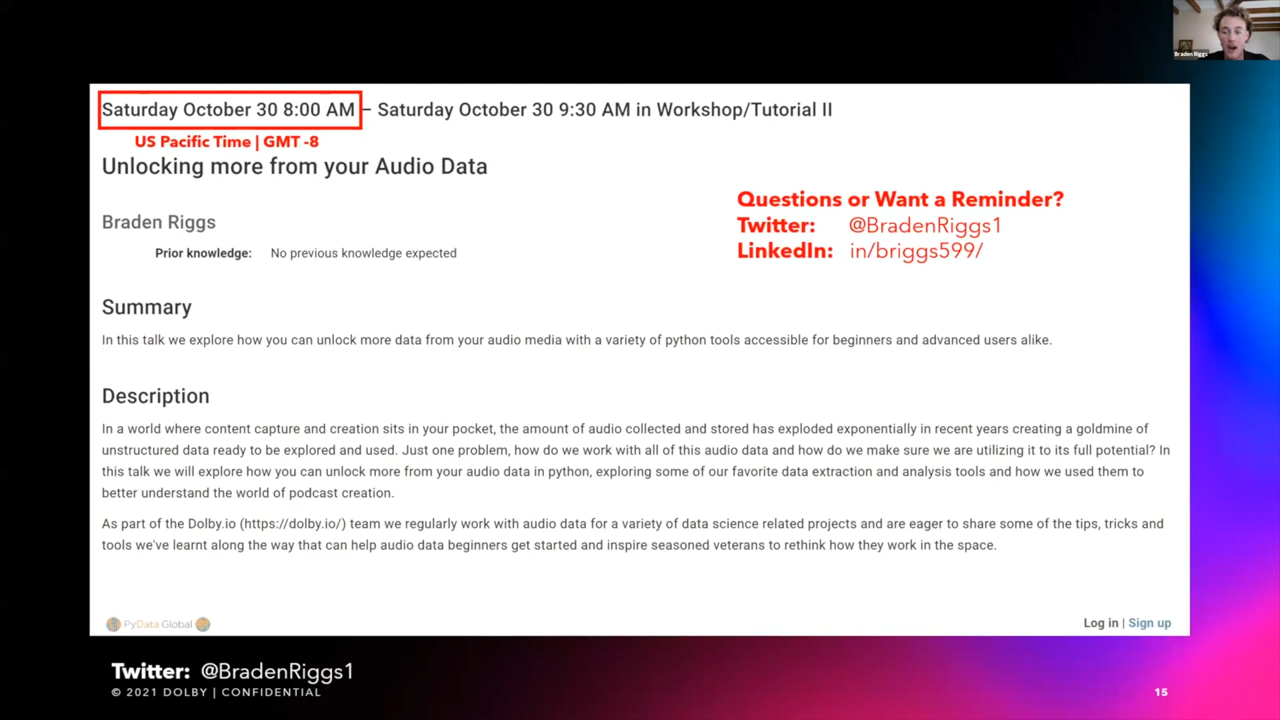 Braden Riggs
Saturday October 30 8:00 AM – Saturday October 30 9:30 AM in Workshop/Tutorial II
US Pacific Time | GMT -8
Unlocking more from your Audio Data
Questions or Want a Reminder?
Twitter: @BradenRiggs1
LinkedIn: in/briggs599/
Braden Riggs
Prior knowledge: No previous knowledge expected
Summary
In this talk we explore how you can unlock more data from your audio media with a variety of python tools accessible for beginners and advanced users alike.
Description
In a world where content capture and creation sits in your pocket, the amount of audio collected and stored has exploded exponentially in recent years creating a goldmine of
unstructured data ready to be explored and used. Just one problem, how do we work with all of this audio data and how do we make sure we are utilizing it to its full potential? In
this talk we will explore how you can unlock more from your audio data in python, exploring some of our favorite data extraction and analysis tools and how we used them to
better understand the world of podcast creation.
As part of the Dolby.io (https://dolby.io/) team we regularly work with audio data for a variety of data science related projects and are eager to share some of the tips, tricks and
tools we've learnt along the way that can help audio data beginners get started and inspire seasoned veterans to rethink how they work in the space.
PyData Global
Log in | Sign up
Twitter: @BradenRiggs1
© 2021 DOLBY | CONFIDENTIAL
15